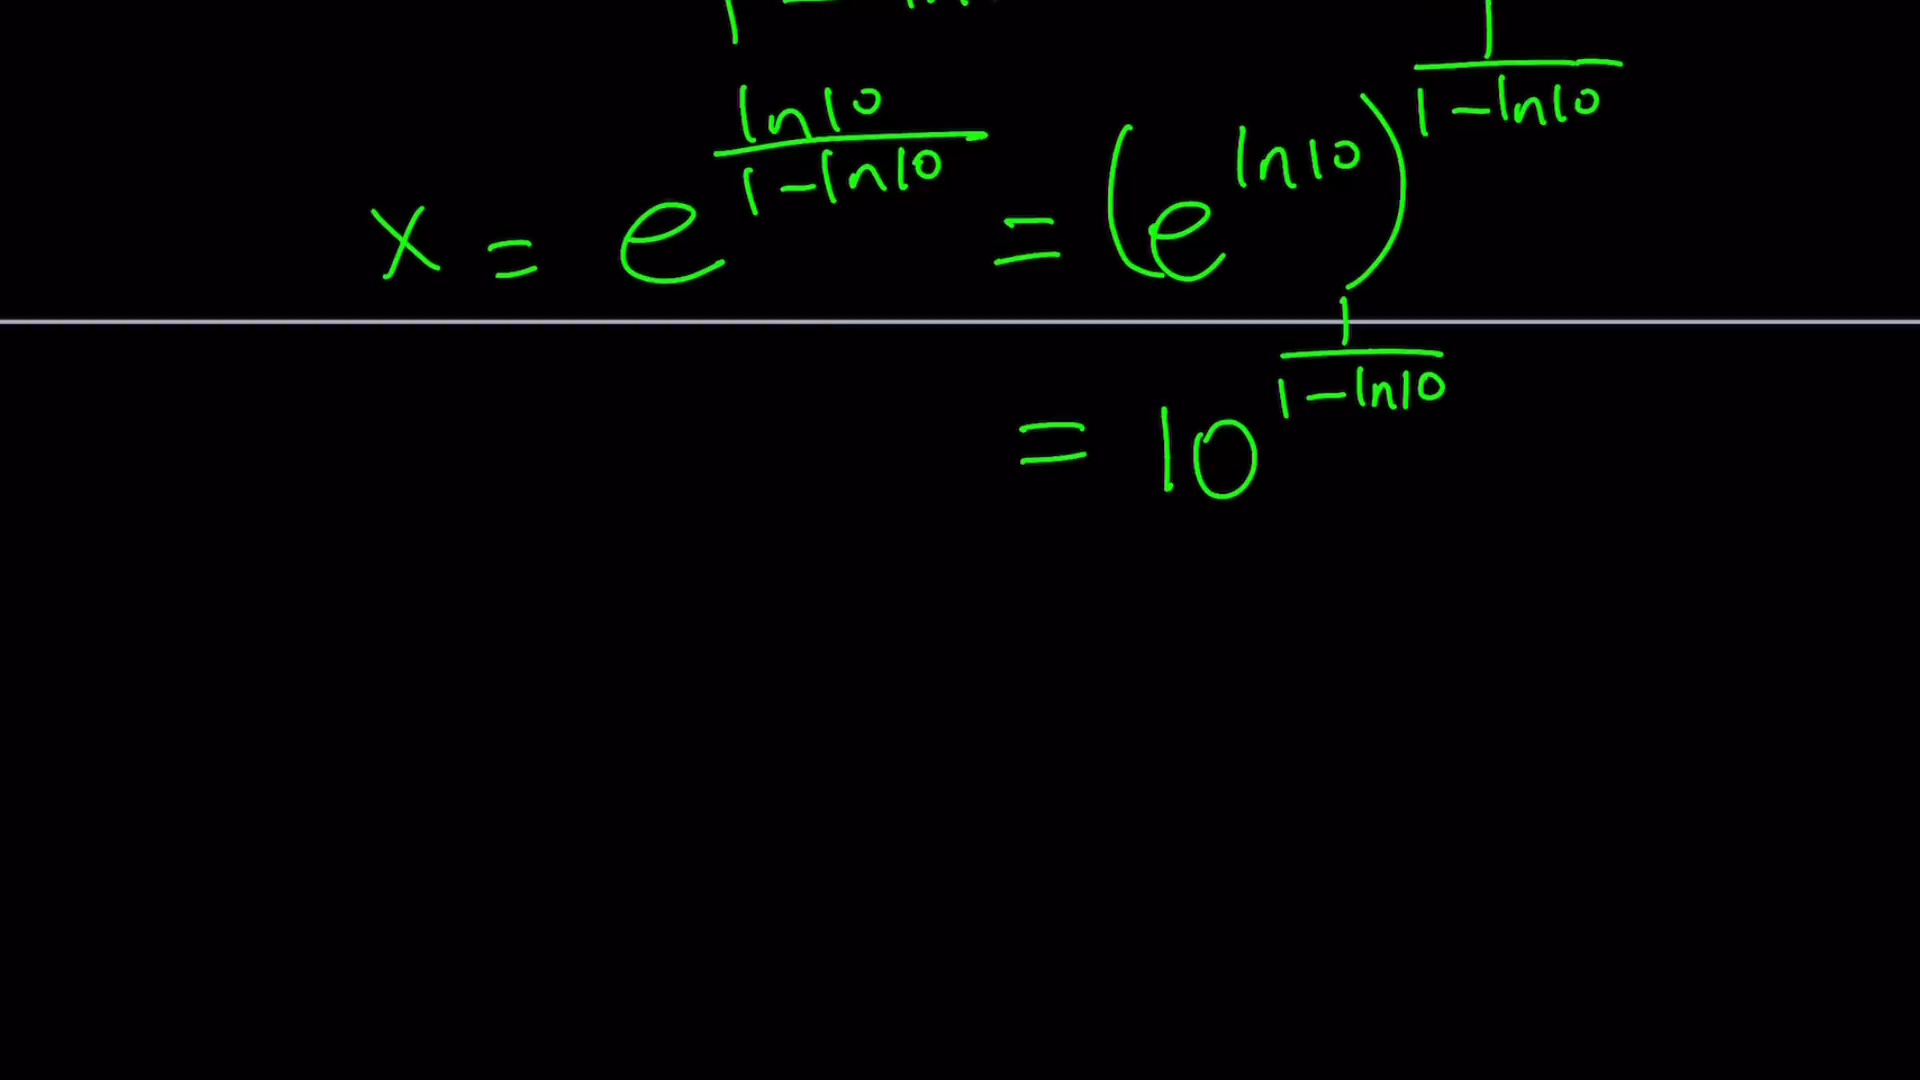 x = e^(ln10/(1-ln10)) = (e^(ln10))^(1/(1-ln10))
= 10^(1/(1-ln10))